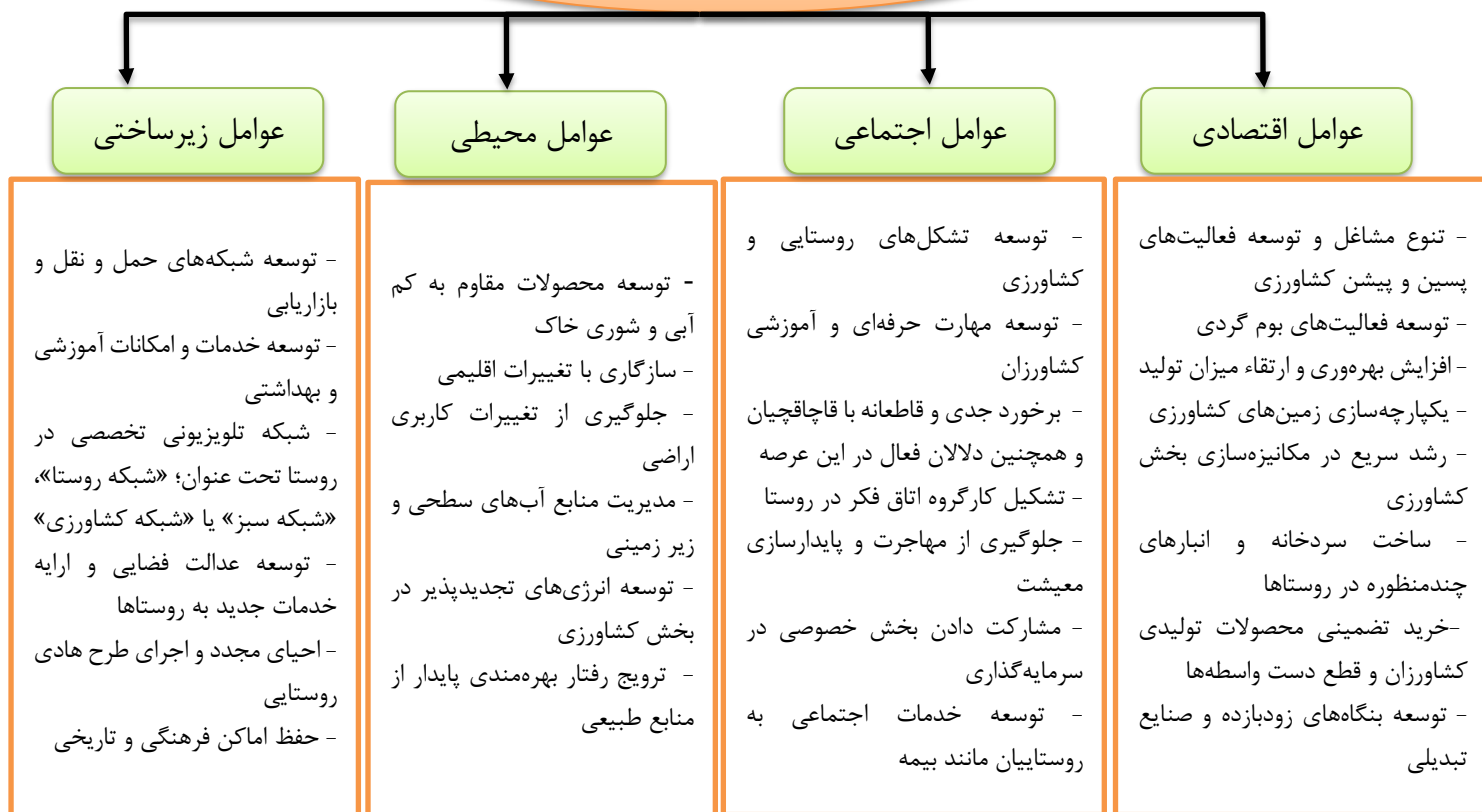 عوامل اقتصادی
- تنوع مشاغل و توسعه فعالیت‌های
پسین و پیشن کشاورزی
- توسعه فعالیت‌های بوم گردی
- افزایش بهره‌وری و ارتقاء میزان تولید
- یکپارچه‌سازی زمین‌های کشاورزی
- رشد سریع در مکانیزه‌سازی بخش
کشاورزی
- ساخت سردخانه و انبارهای
چندمنظوره در روستاها
-خرید تضمینی محصولات تولیدی
کشاورزان و قطع دست واسطه‌ها
- توسعه بنگاه‌های زودبازده و صنایع
تبدیلی
عوامل اجتماعی
- توسعه تشکل‌های روستایی و
کشاورزی
- توسعه مهارت حرفه‌ای و آموزشی
کشاورزان
- برخورد جدی و قاطعانه با قاچاقچیان
و همچنین دلالان فعال در این عرصه
- تشکیل کارگروه اتاق فکر در روستا
- جلوگیری از مهاجرت و پایدارسازی
معیشت
- مشارکت دادن بخش خصوصی در
سرمایه‌گذاری
- توسعه خدمات اجتماعی به
روستاییان مانند بیمه
عوامل محیطی
- توسعه محصولات مقاوم به کم
آبی و شوری خاک
- سازگاری با تغییرات اقلیمی
- جلوگیری از تغییرات کاربری
اراضی
- مدیریت منابع آب‌های سطحی و
زیر زمینی
- توسعه انرژی‌های تجدیدپذیر در
بخش کشاورزی
- ترویج رفتار بهره‌مندی پایدار از
منابع طبیعی
عوامل زیرساختی
- توسعه شبکه‌های حمل و نقل و
بازاریابی
- توسعه خدمات و امکانات آموزشی
و بهداشتی
- شبکه تلویزیونی تخصصی در
روستا تحت عنوان؛ «شبکه روستا»،
«شبکه سبز» یا «شبکه کشاورزی»
- توسعه عدالت فضایی و ارایه
خدمات جدید به روستاها
- احیای مجدد و اجرای طرح هادی
روستایی
- حفظ اماکن فرهنگی و تاریخی